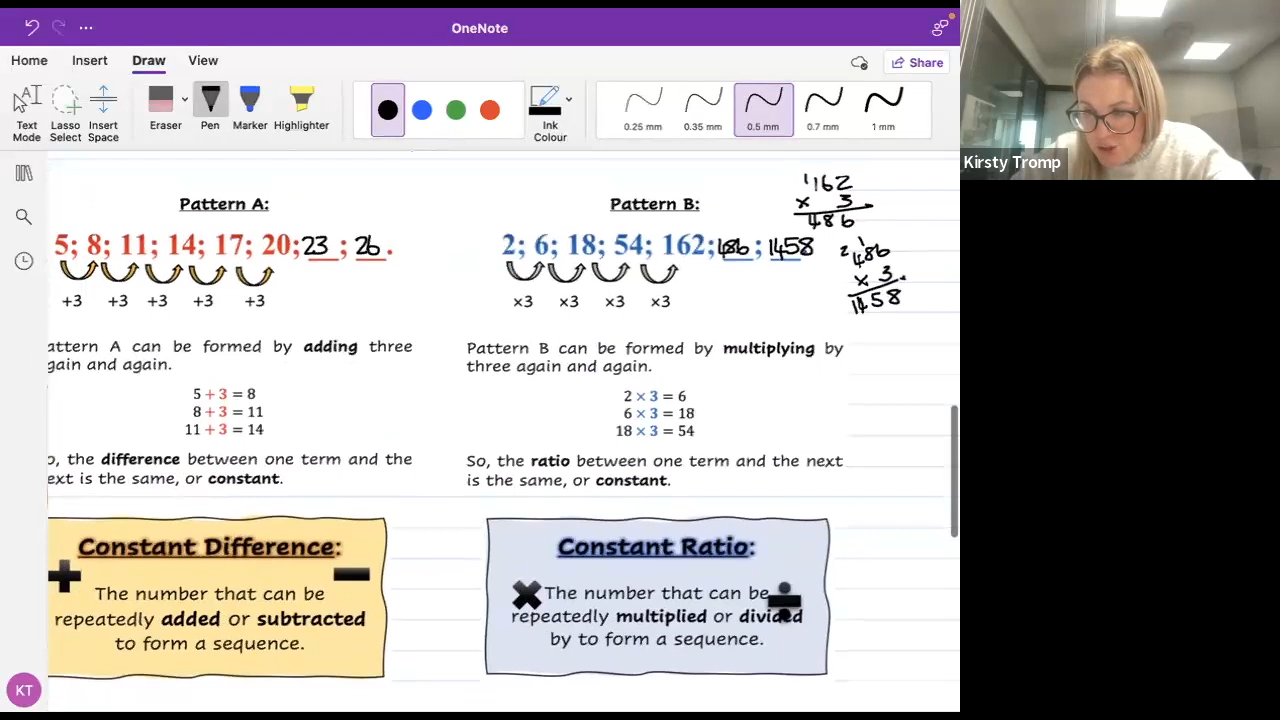 OneNote
Home Insert Draw View
Share
Text Mode
Lasso Select
Insert Space
Eraser
Pen
Marker
Highlighter
Ink Colour
0.25 mm
0.35 mm
0.5 mm
0.7 mm
1 mm
Kirsty Tromp
Pattern A:
5; 8; 11; 14; 17; 20; 23 ; 26 .
+3 +3 +3 +3 +3
attern A can be formed by adding three
gain and again.
5 + 3 = 8
8 + 3 = 11
11 + 3 = 14
o, the difference between one term and the
ext is the same, or constant.
Constant Difference:
+ −
The number that can be
repeatedly added or subtracted
to form a sequence.
Pattern B:
2; 6; 18; 54; 162; 486 ; 1458
×3 ×3 ×3 ×3
1162
× 3
486
2 1
486
× 3
1458
Pattern B can be formed by multiplying by
three again and again.
2 × 3 = 6
6 × 3 = 18
18 × 3 = 54
So, the ratio between one term and the next
is the same, or constant.
Constant Ratio:
× ÷
The number that can be
repeatedly multiplied or divided
by to form a sequence.
KT